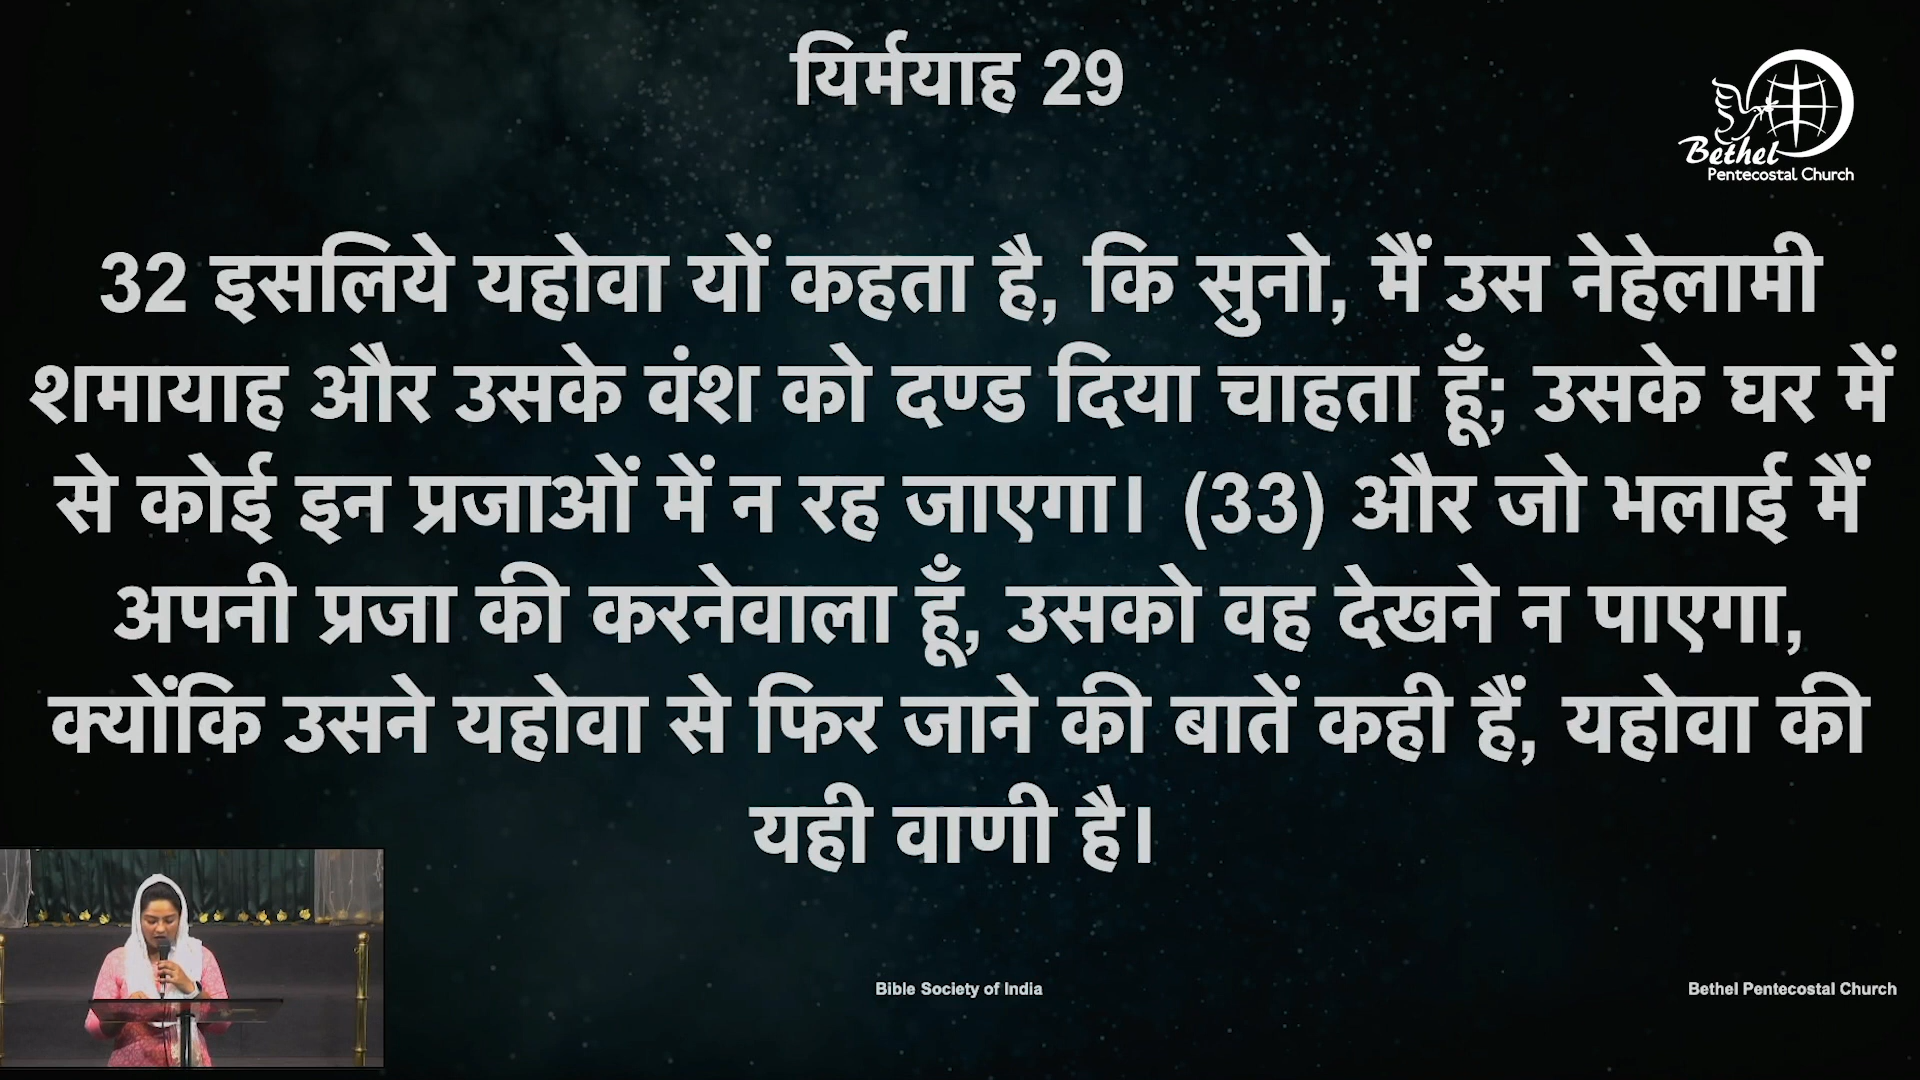 यिर्मयाह 29
Bethel
Pentecostal Church
32 इसलिये यहोवा यों कहता है, कि सुनो, मैं उस नेहेलामी
शमायाह और उसके वंश को दण्ड दिया चाहता हूँ; उसके घर में
से कोई इन प्रजाओं में न रह जाएगा। (33) और जो भलाई मैं
अपनी प्रजा की करनेवाला हूँ, उसको वह देखने न पाएगा,
क्योंकि उसने यहोवा से फिर जाने की बातें कही हैं, यहोवा की
यही वाणी है।
Bible Society of India
Bethel Pentecostal Church